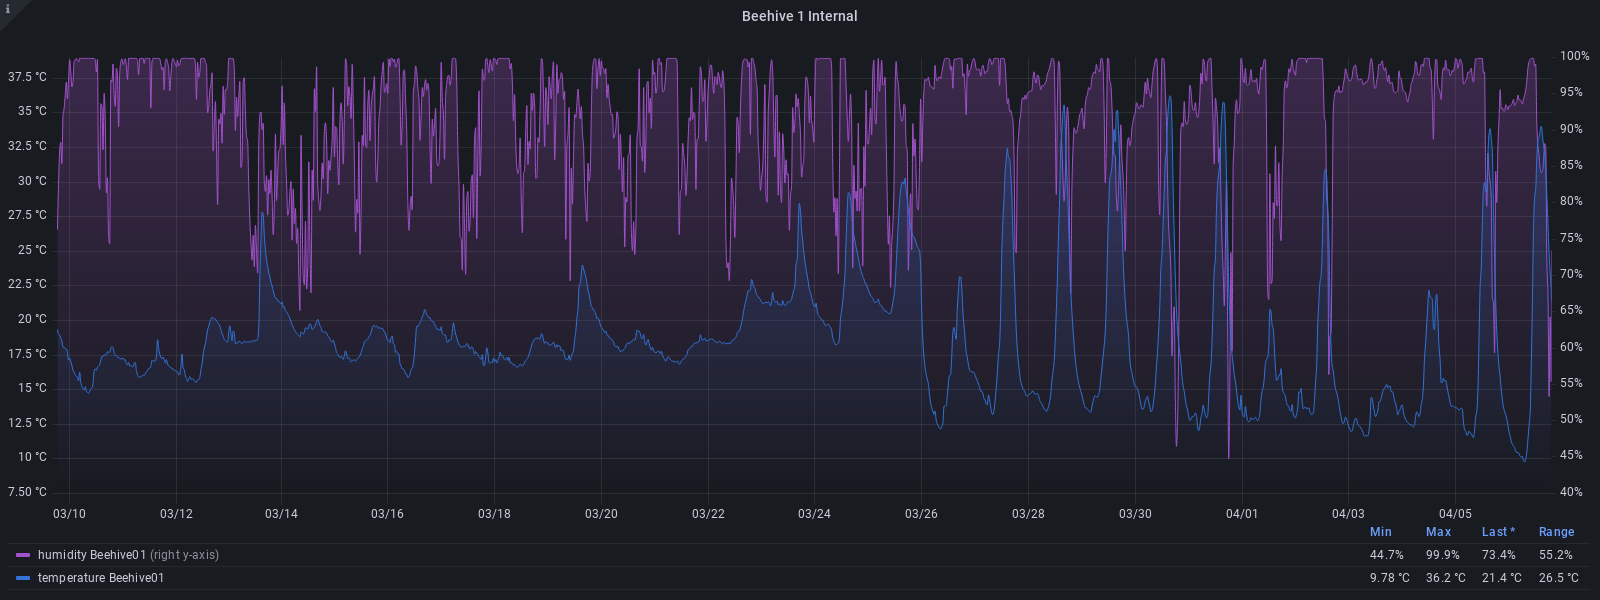 i
Beehive 1 Internal
37.5 °C
35 °C
32.5 °C
30 °C
27.5 °C
25 °C
22.5 °C
20 °C
17.5 °C
15 °C
12.5 °C
10 °C
7.50 °C
100%
95%
90%
85%
80%
75%
70%
65%
60%
55%
50%
45%
40%
03/10 03/12 03/14 03/16 03/18 03/20 03/22 03/24 03/26 03/28 03/30 04/01 04/03 04/05
Min Max Last * Range
humidity Beehive01 (right y-axis) 44.7% 99.9% 73.4% 55.2%
temperature Beehive01 9.78 °C 36.2 °C 21.4 °C 26.5 °C